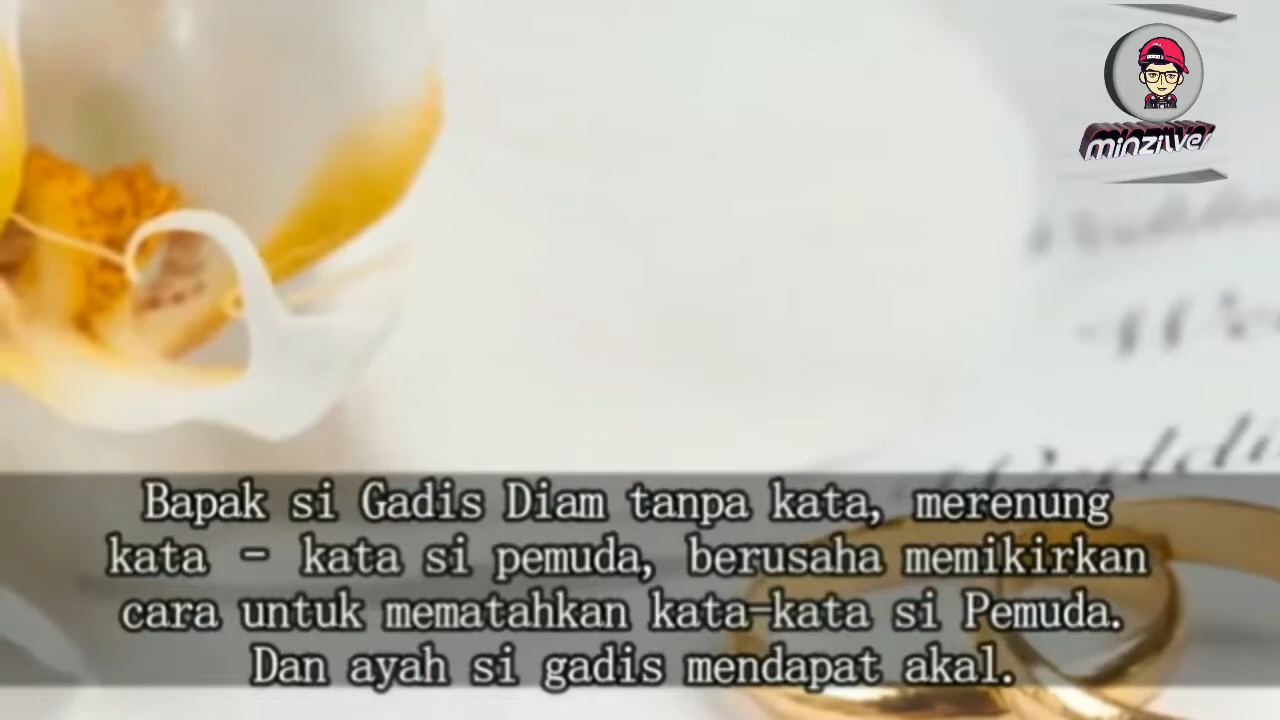 minzilver
Bapak si Gadis Diam tanpa kata, merenung
kata - kata si pemuda, berusaha memikirkan
cara untuk mematahkan kata-kata si Pemuda.
Dan ayah si gadis mendapat akal.